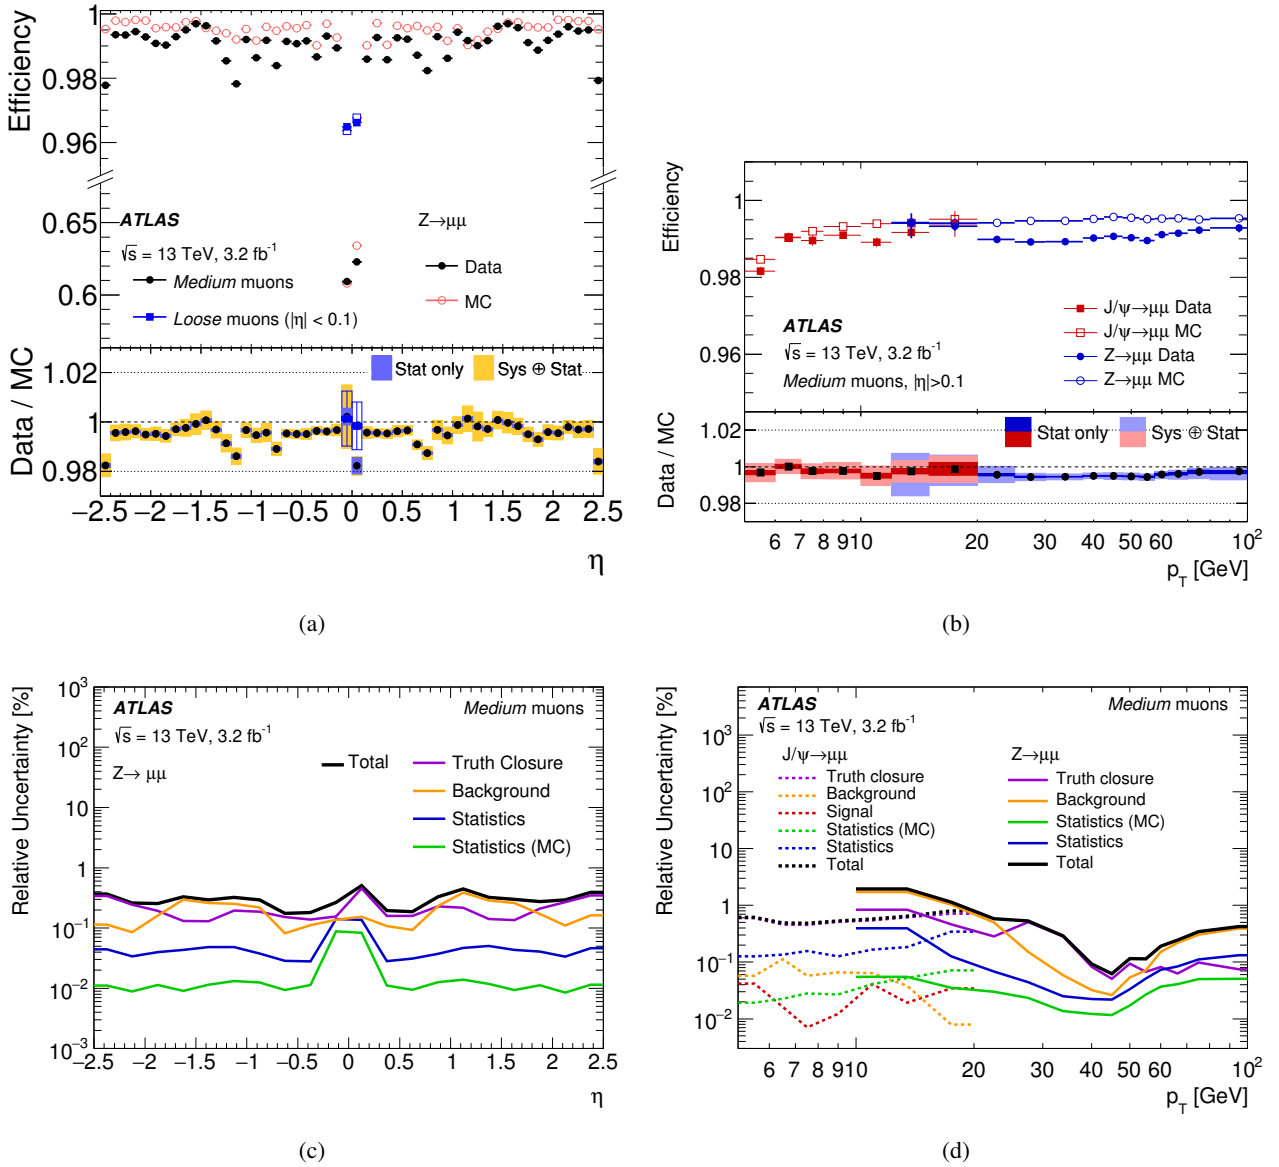 Efficiency
1
0.98
0.96
0.65
0.6
ATLAS
√s = 13 TeV, 3.2 fb⁻¹
Medium muons
Loose muons (|η| < 0.1)
Z→μμ
Data
MC
Data / MC
1.02
1
0.98
Stat only
Sys ⊕ Stat
−2.5 −2 −1.5 −1 −0.5 0 0.5 1 1.5 2 2.5
η
(a)
Efficiency
1
0.98
0.96
0.94
ATLAS
√s = 13 TeV, 3.2 fb⁻¹
Medium muons, |η|>0.1
J/ψ→μμ Data
J/ψ→μμ MC
Z→μμ Data
Z→μμ MC
Data / MC
1.02
1
0.98
Stat only
Sys ⊕ Stat
6 7 8 9 10 20 30 40 50 60 10²
p_T [GeV]
(b)
Relative Uncertainty [%]
10³
10²
10
1
10⁻¹
10⁻²
10⁻³
ATLAS
Medium muons
√s = 13 TeV, 3.2 fb⁻¹
Z→ μμ
Total
Truth Closure
Background
Statistics
Statistics (MC)
−2.5 −2 −1.5 −1 −0.5 0 0.5 1 1.5 2 2.5
η
(c)
Relative Uncertainty [%]
10³
10²
10
1
10⁻¹
10⁻²
ATLAS
Medium muons
√s = 13 TeV, 3.2 fb⁻¹
J/ψ→μμ
Truth closure
Background
Signal
Statistics (MC)
Statistics
Total
Z→μμ
Truth closure
Background
Statistics (MC)
Statistics
Total
6 7 8 9 10 20 30 40 50 60 10²
p_T [GeV]
(d)